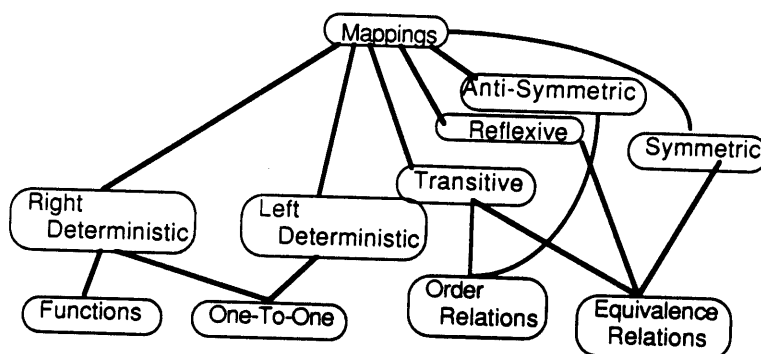 Mappings
Anti-Symmetric
Reflexive
Symmetric
Transitive
Right
Deterministic
Left
Deterministic
Functions
One-To-One
Order
Relations
Equivalence
Relations